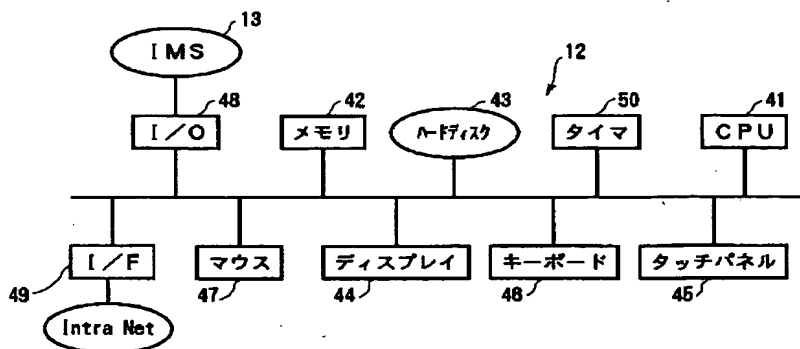 13
IMS
12
48
42
43
50
41
I/O
メモリ
ハードディスク
タイマ
CPU
I/F
マウス
ディスプレイ
キーボード
タッチパネル
49
47
44
46
45
Intra Net